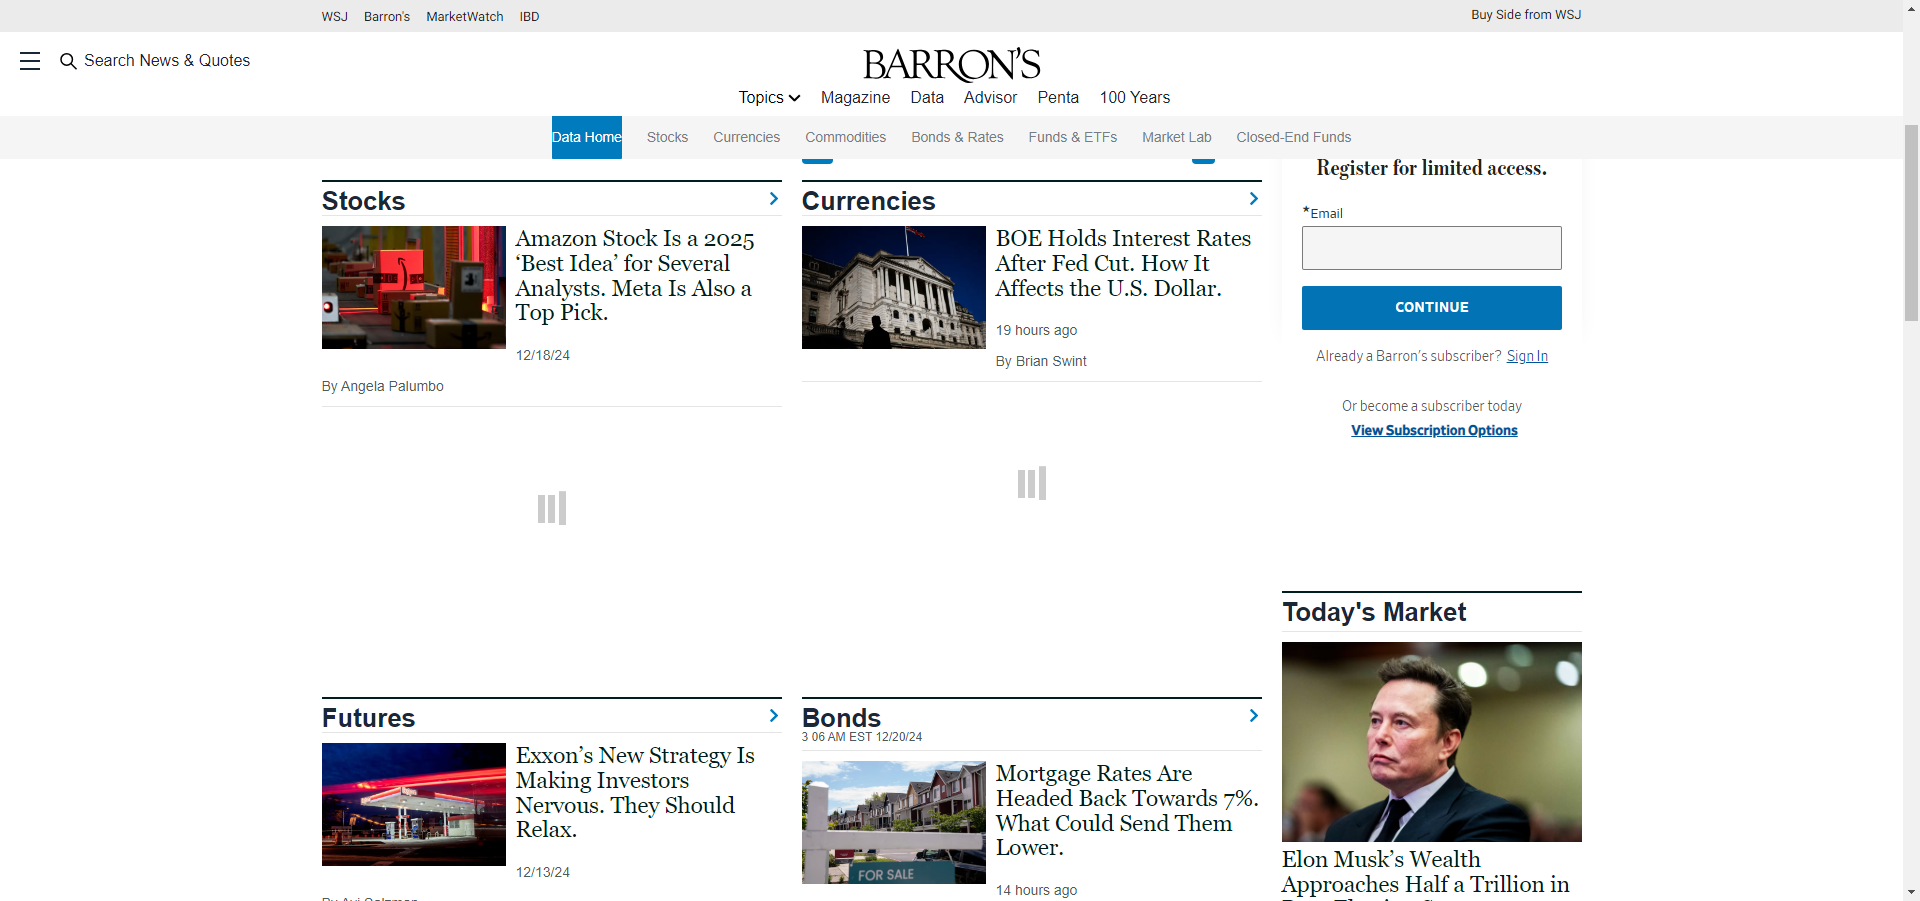 WSJ Barron's MarketWatch IBD
Buy Side from WSJ
Search News & Quotes
BARRON'S
Topics Magazine Data Advisor Penta 100 Years
Data Home Stocks Currencies Commodities Bonds & Rates Funds & ETFs Market Lab Closed-End Funds
Stocks
Amazon Stock Is a 2025
‘Best Idea’ for Several
Analysts. Meta Is Also a
Top Pick.
12/18/24
By Angela Palumbo
Currencies
BOE Holds Interest Rates
After Fed Cut. How It
Affects the U.S. Dollar.
19 hours ago
By Brian Swint
Register for limited access.
*Email
CONTINUE
Already a Barron’s subscriber? Sign In
Or become a subscriber today
View Subscription Options
Futures
Exxon’s New Strategy Is
Making Investors
Nervous. They Should
Relax.
12/13/24
Bonds
3 06 AM EST 12/20/24
Mortgage Rates Are
Headed Back Towards 7%.
What Could Send Them
Lower.
FOR SALE
14 hours ago
Today's Market
Elon Musk’s Wealth
Approaches Half a Trillion in